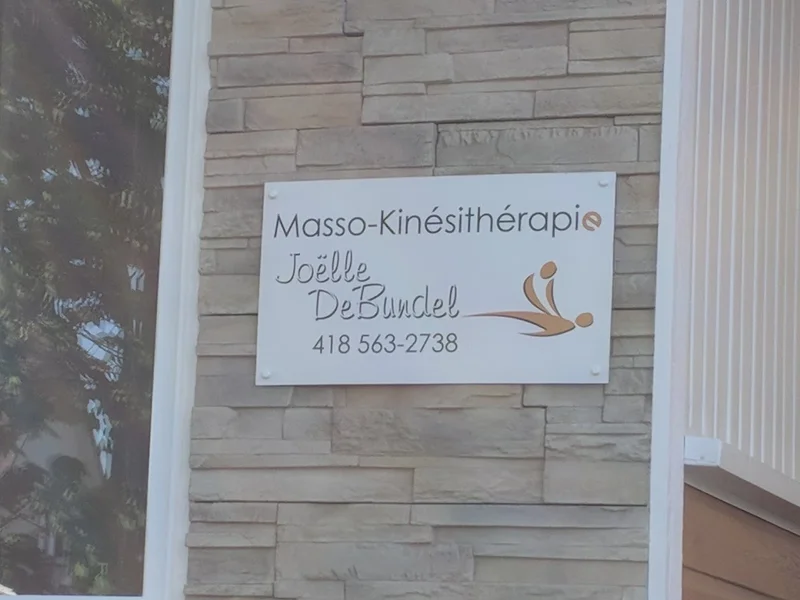 Masso-Kinésithérapie
Joëlle
DeBundel
418 563-2738